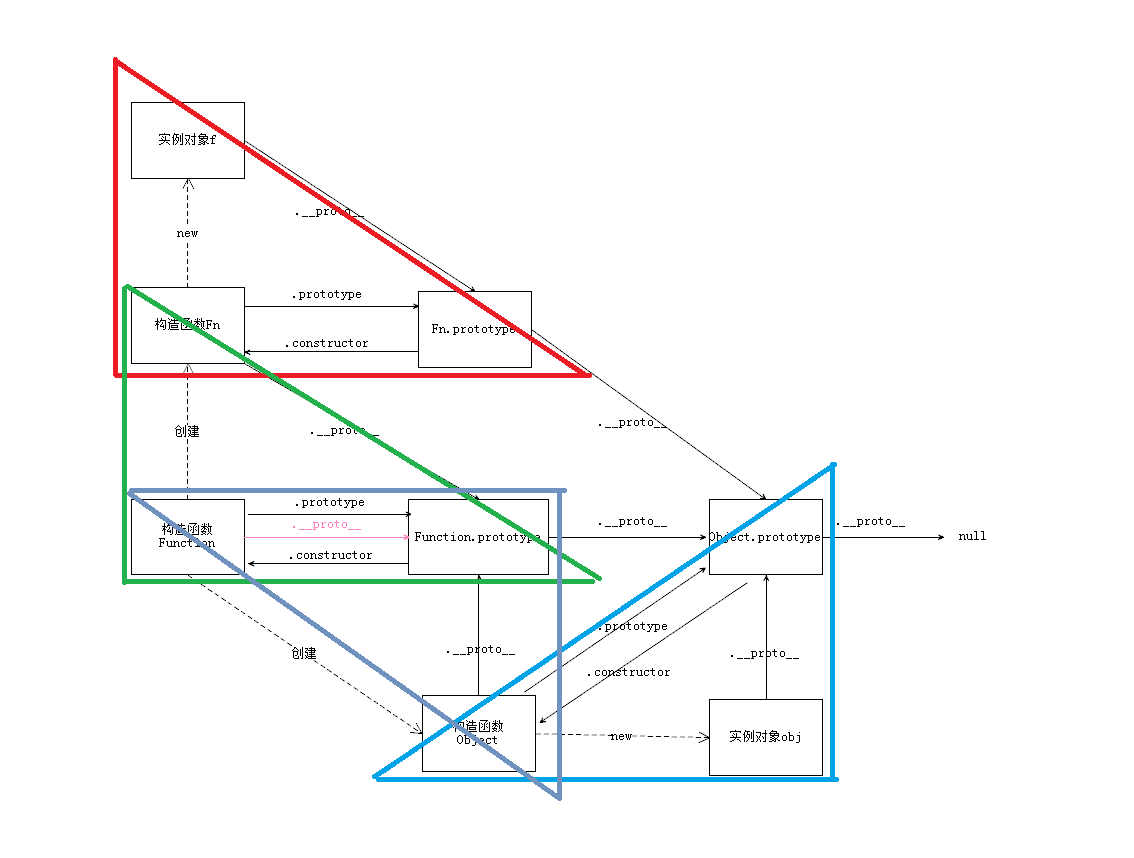 实例对象f
.__proto__
new
.prototype
构造函数Fn
Fn.prototype
.constructor
.__proto__
.__proto__
创建
.prototype
.__proto__
构造函数
Function
Function.prototype
.constructor
.__proto__
Object.prototype
.__proto__
null
.prototype
创建
.__proto__
.__proto__
.constructor
构造函数
Object
new
实例对象obj